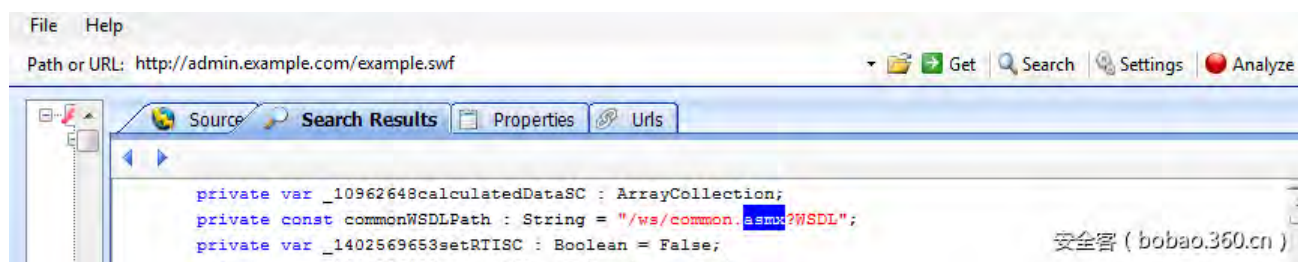 File Help
Path or URL: http://admin.example.com/example.swf Get Search Settings Analyze
Source Search Results Properties Urls
private var _10962648calculatedDataSC : ArrayCollection;
private const commonWSDLPath : String = "/ws/common.asmx?WSDL";
private var _1402569653setRTISC : Boolean = False;
安全客 ( bobao.360.cn )